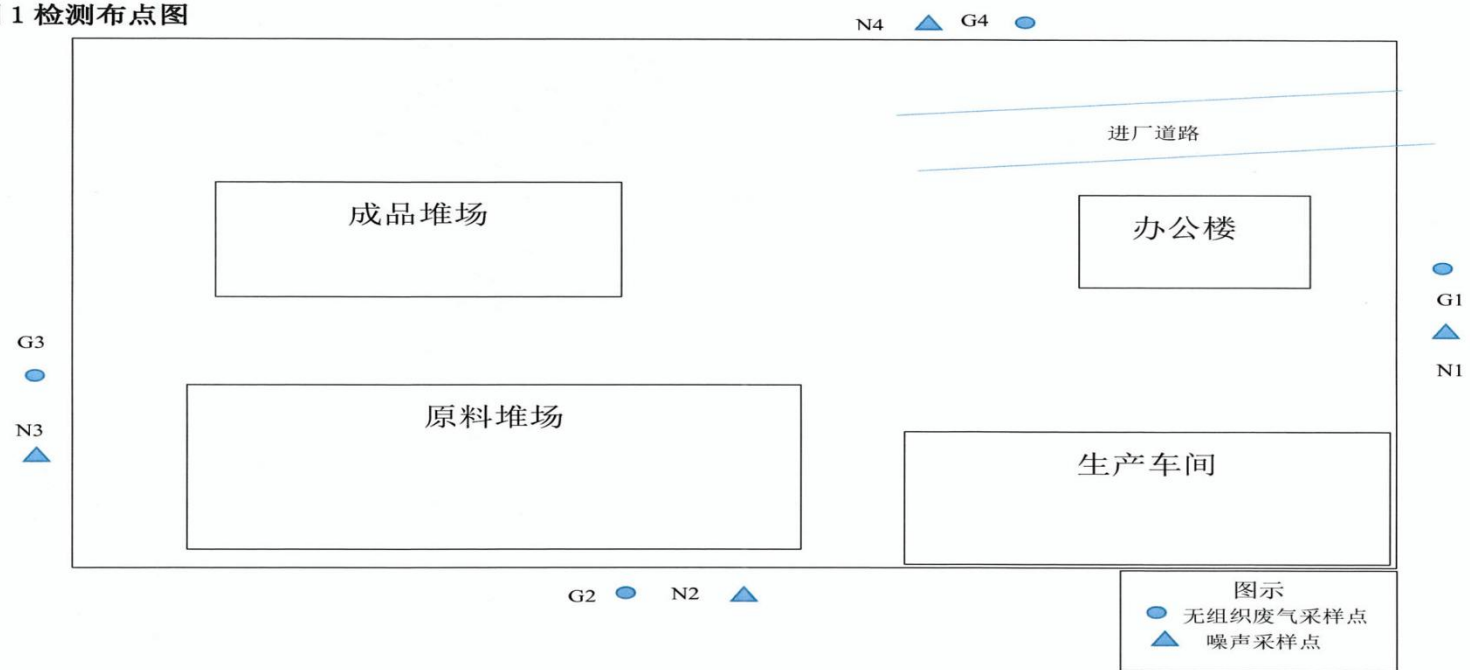 1 检测布点图
N4
G4
进厂道路
成品堆场
办公楼
G1
G3
N1
原料堆场
N3
生产车间
G2
N2
图示
无组织废气采样点
噪声采样点